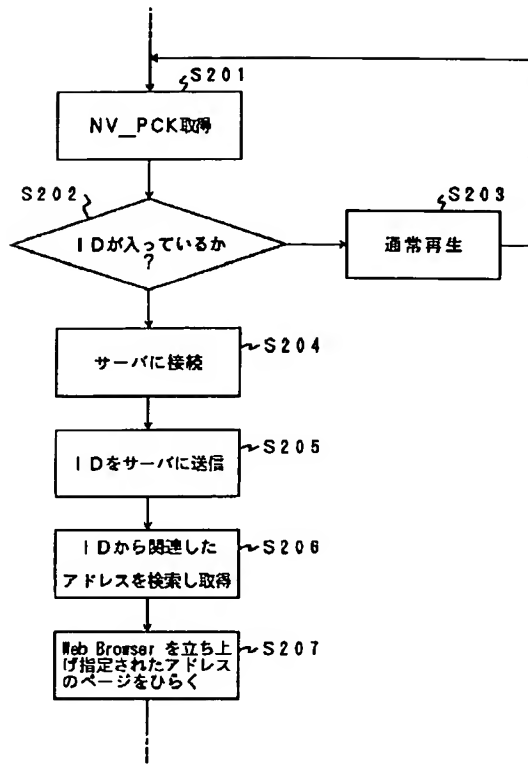 S201
NV_PCK取得
S202
IDが入っているか
?
S203
通常再生
サーバに接続
S204
IDをサーバに送信
S205
IDから関連した
アドレスを検索し取得
S206
Web Browser を立ち上
げ指定されたアドレス
のページをひらく
S207